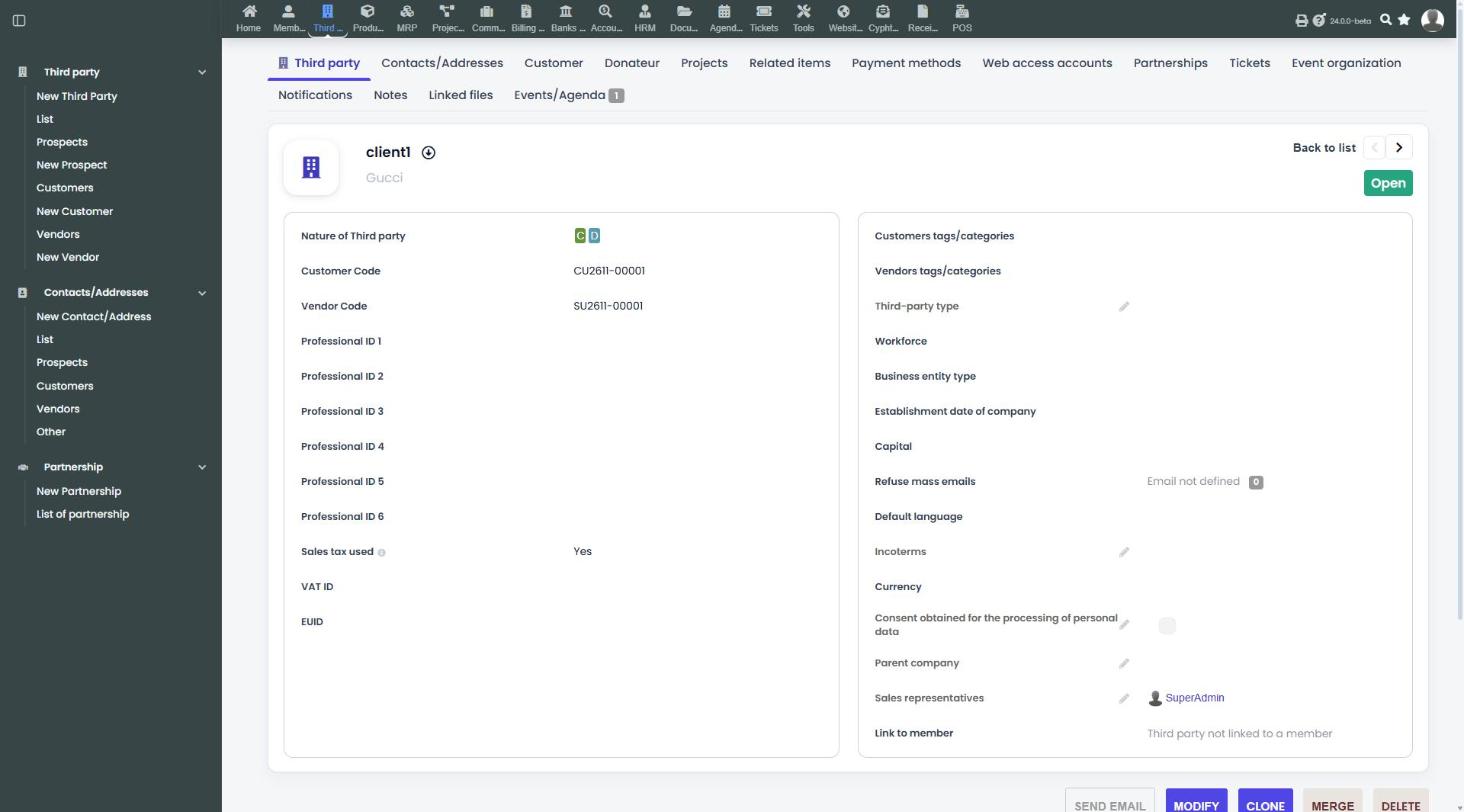 Home Memb... Third ... Produ... MRP Projec... Comm... Billing ... Banks ... Accou... HRM Docu... Agend... Tickets Tools Websit... Cypht... Recei... POS 24.0.0-beta
Third party
New Third Party
List
Prospects
New Prospect
Customers
New Customer
Vendors
New Vendor
Contacts/Addresses
New Contact/Address
List
Prospects
Customers
Vendors
Other
Partnership
New Partnership
List of partnership
Third party Contacts/Addresses Customer Donateur Projects Related items Payment methods Web access accounts Partnerships Tickets Event organization
Notifications Notes Linked files Events/Agenda 1
client1
Gucci
Back to list
Open
Nature of Third party C D
Customer Code CU2611-00001
Vendor Code SU2611-00001
Professional ID 1
Professional ID 2
Professional ID 3
Professional ID 4
Professional ID 5
Professional ID 6
Sales tax used Yes
VAT ID
EUID
Customers tags/categories
Vendors tags/categories
Third-party type
Workforce
Business entity type
Establishment date of company
Capital
Refuse mass emails Email not defined 0
Default language
Incoterms
Currency
Consent obtained for the processing of personal
data
Parent company
Sales representatives SuperAdmin
Link to member Third party not linked to a member
SEND EMAIL MODIFY CLONE MERGE DELETE